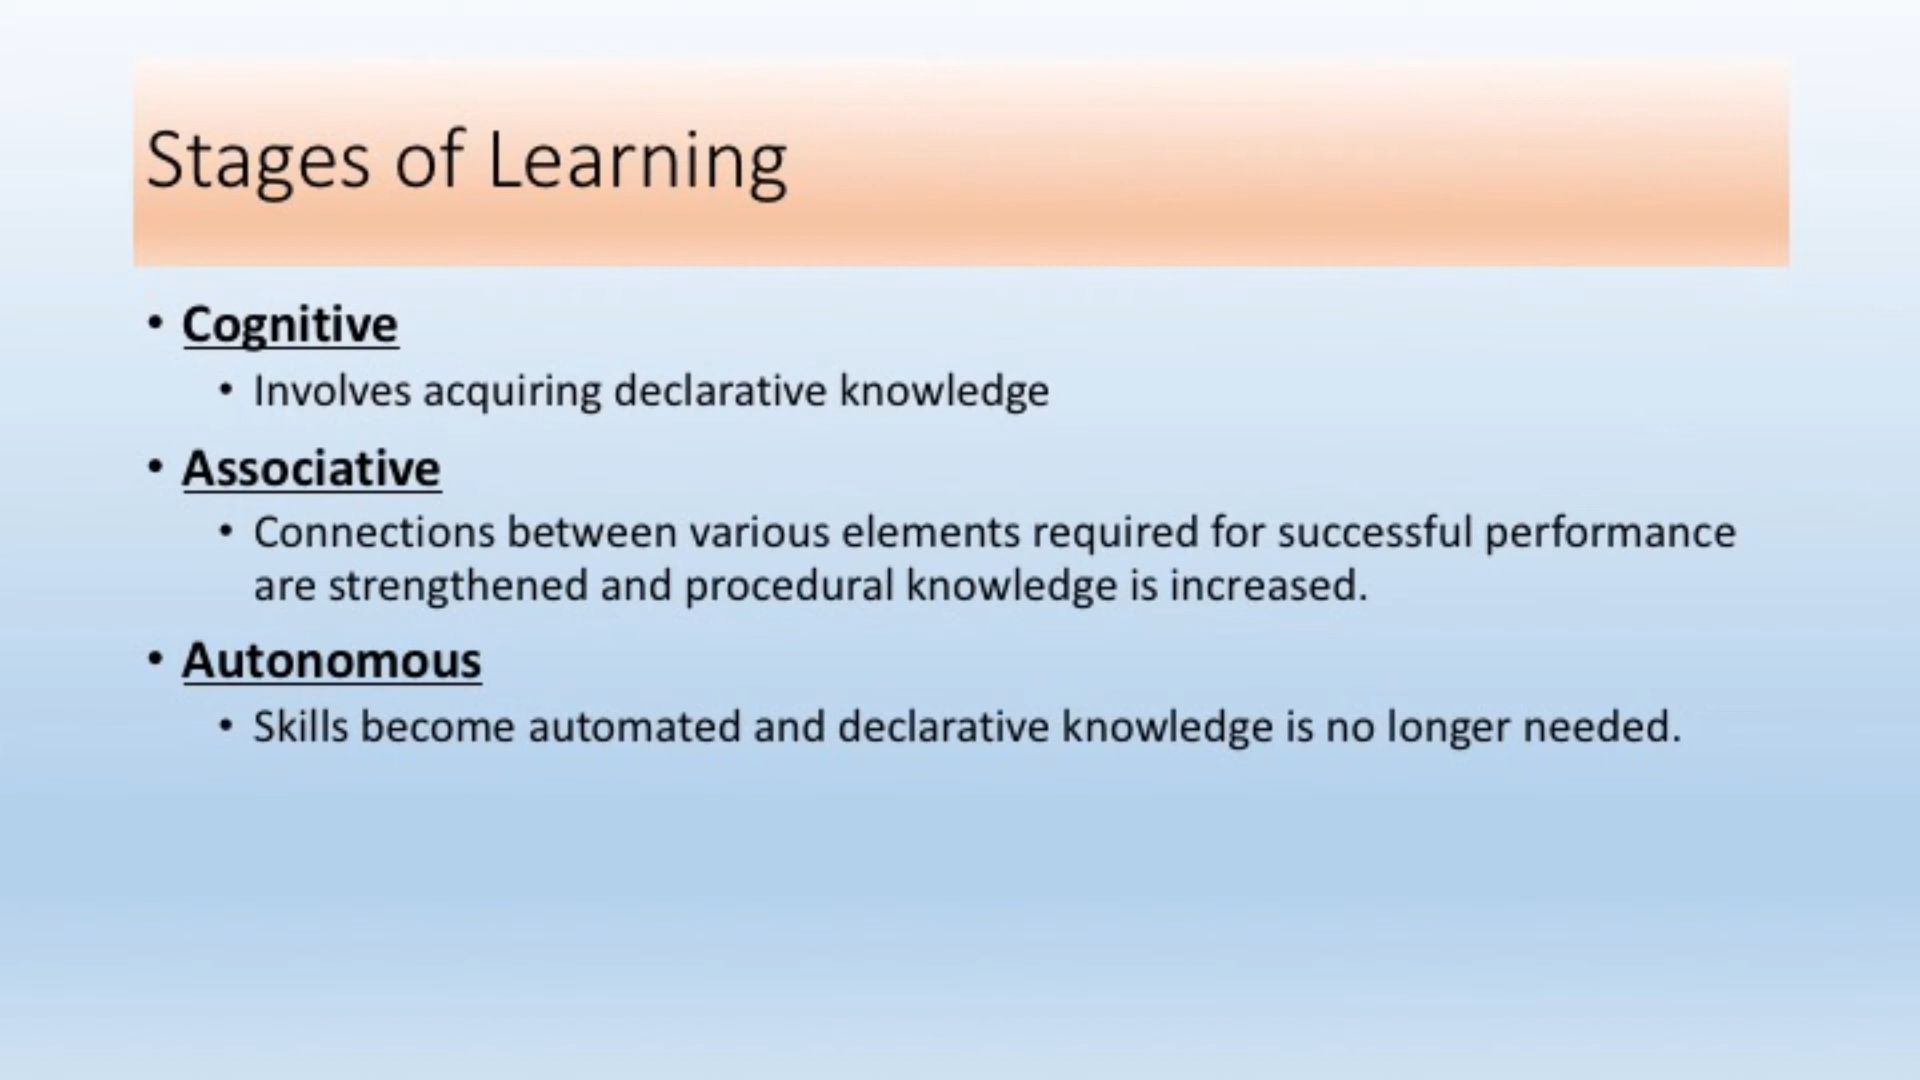 Stages of Learning
• Cognitive
• Involves acquiring declarative knowledge
• Associative
• Connections between various elements required for successful performance
are strengthened and procedural knowledge is increased.
• Autonomous
• Skills become automated and declarative knowledge is no longer needed.